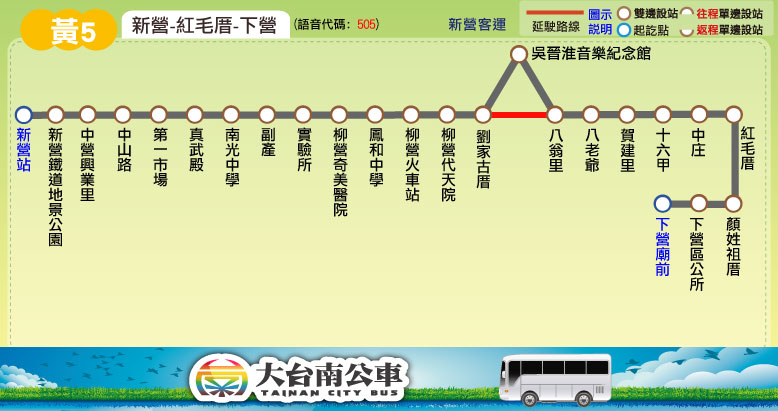 黃5
新營-紅毛厝-下營
(語音代碼：505)
新營客運
延駛路線
圖示說明
雙邊設站
起訖點
往程單邊設站
返程單邊設站
吳晉淮音樂紀念館
新營站
新營鐵道地景公園
中營興業里
中山路
第一市場
真武殿
南光中學
副產
實驗所
柳營奇美醫院
鳳和中學
柳營火車站
柳營代天院
劉家古厝
八翁里
八老爺
賀建里
十六甲
中庄
紅毛厝
顏姓祖厝
下營區公所
下營廟前
大台南公車
TAINAN CITY BUS